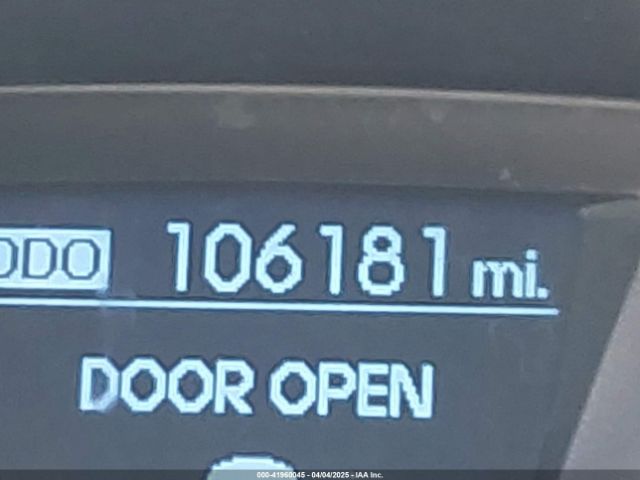 ODO 106181 mi.
DOOR OPEN
000-41960045 - 04/04/2025 - IAA Inc.